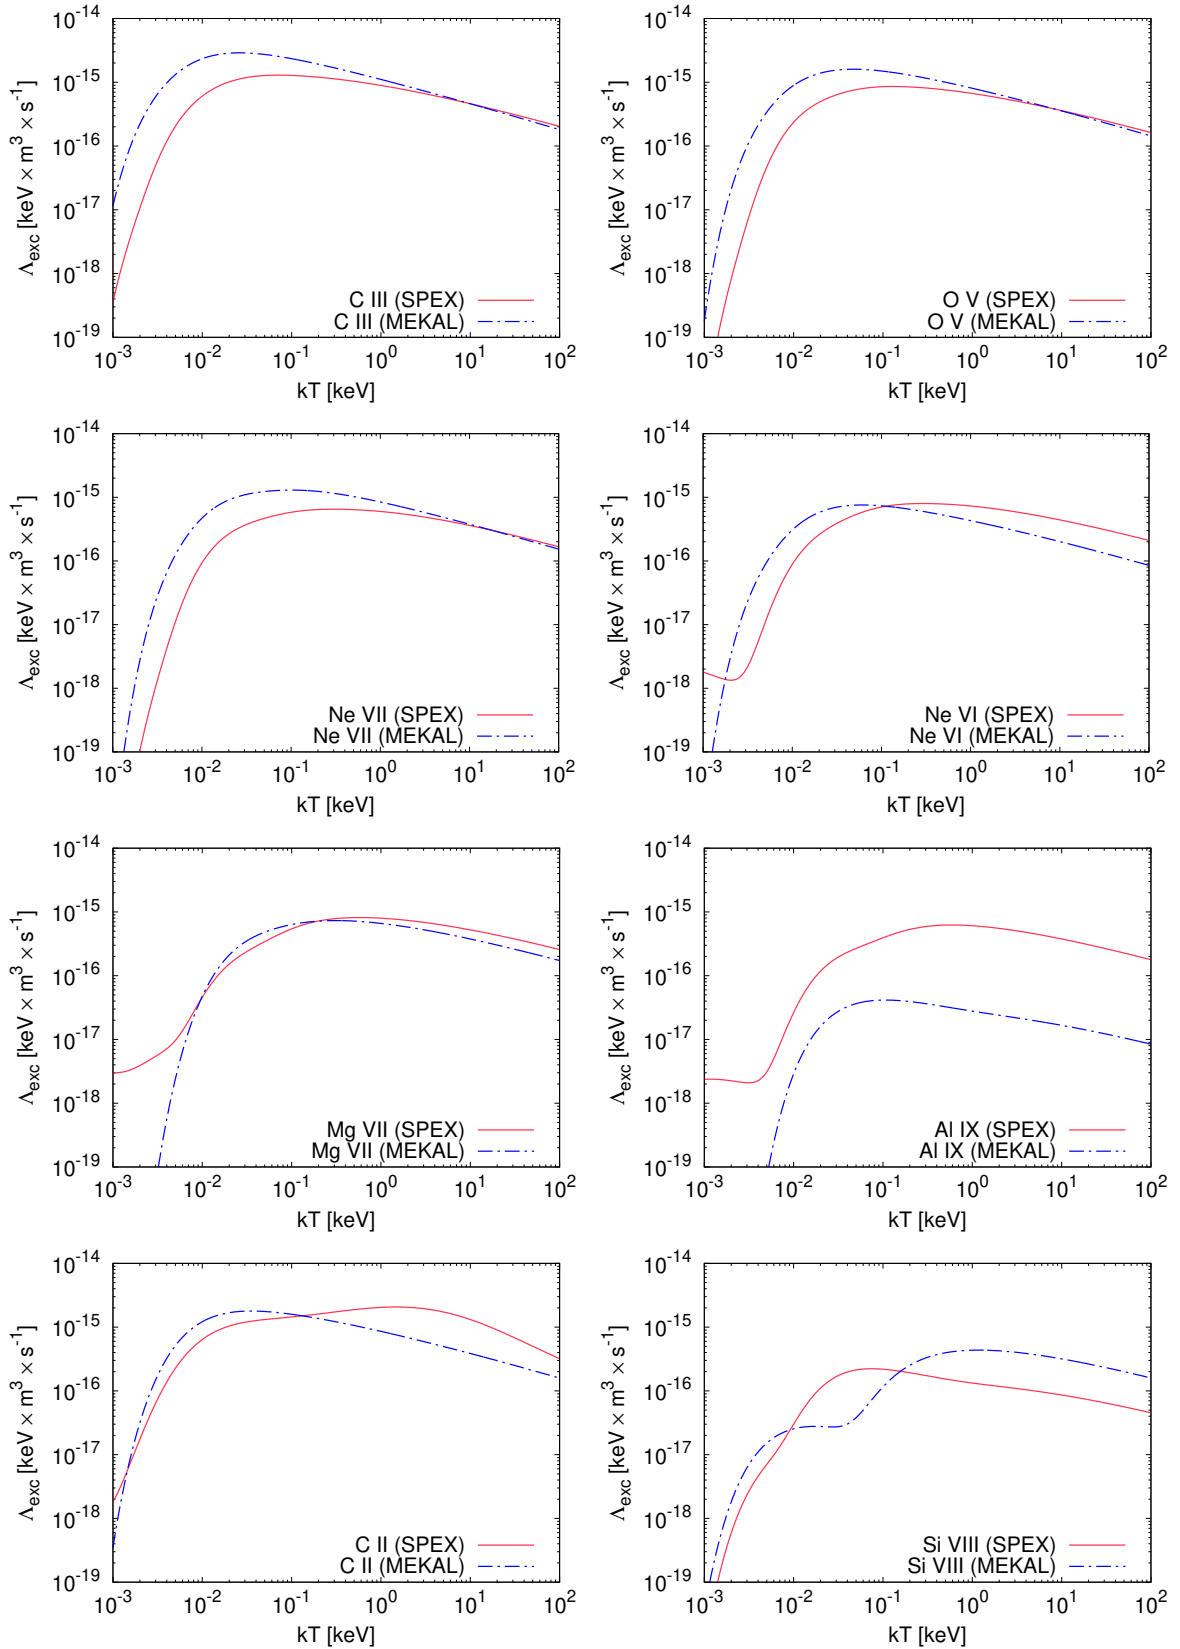 10^-14
10^-15
10^-16
10^-17
10^-18
10^-19
Λ_exc [keV × m^3 × s^-1]
C III (SPEX)
C III (MEKAL)
10^-3 10^-2 10^-1 10^0 10^1 10^2
kT [keV]
10^-14
10^-15
10^-16
10^-17
10^-18
10^-19
Λ_exc [keV × m^3 × s^-1]
O V (SPEX)
O V (MEKAL)
10^-3 10^-2 10^-1 10^0 10^1 10^2
kT [keV]
10^-14
10^-15
10^-16
10^-17
10^-18
10^-19
Λ_exc [keV × m^3 × s^-1]
Ne VII (SPEX)
Ne VII (MEKAL)
10^-3 10^-2 10^-1 10^0 10^1 10^2
kT [keV]
10^-14
10^-15
10^-16
10^-17
10^-18
10^-19
Λ_exc [keV × m^3 × s^-1]
Ne VI (SPEX)
Ne VI (MEKAL)
10^-3 10^-2 10^-1 10^0 10^1 10^2
kT [keV]
10^-14
10^-15
10^-16
10^-17
10^-18
10^-19
Λ_exc [keV × m^3 × s^-1]
Mg VII (SPEX)
Mg VII (MEKAL)
10^-3 10^-2 10^-1 10^0 10^1 10^2
kT [keV]
10^-14
10^-15
10^-16
10^-17
10^-18
10^-19
Λ_exc [keV × m^3 × s^-1]
Al IX (SPEX)
Al IX (MEKAL)
10^-3 10^-2 10^-1 10^0 10^1 10^2
kT [keV]
10^-14
10^-15
10^-16
10^-17
10^-18
10^-19
Λ_exc [keV × m^3 × s^-1]
C II (SPEX)
C II (MEKAL)
10^-3 10^-2 10^-1 10^0 10^1 10^2
kT [keV]
10^-14
10^-15
10^-16
10^-17
10^-18
10^-19
Λ_exc [keV × m^3 × s^-1]
Si VIII (SPEX)
Si VIII (MEKAL)
10^-3 10^-2 10^-1 10^0 10^1 10^2
kT [keV]